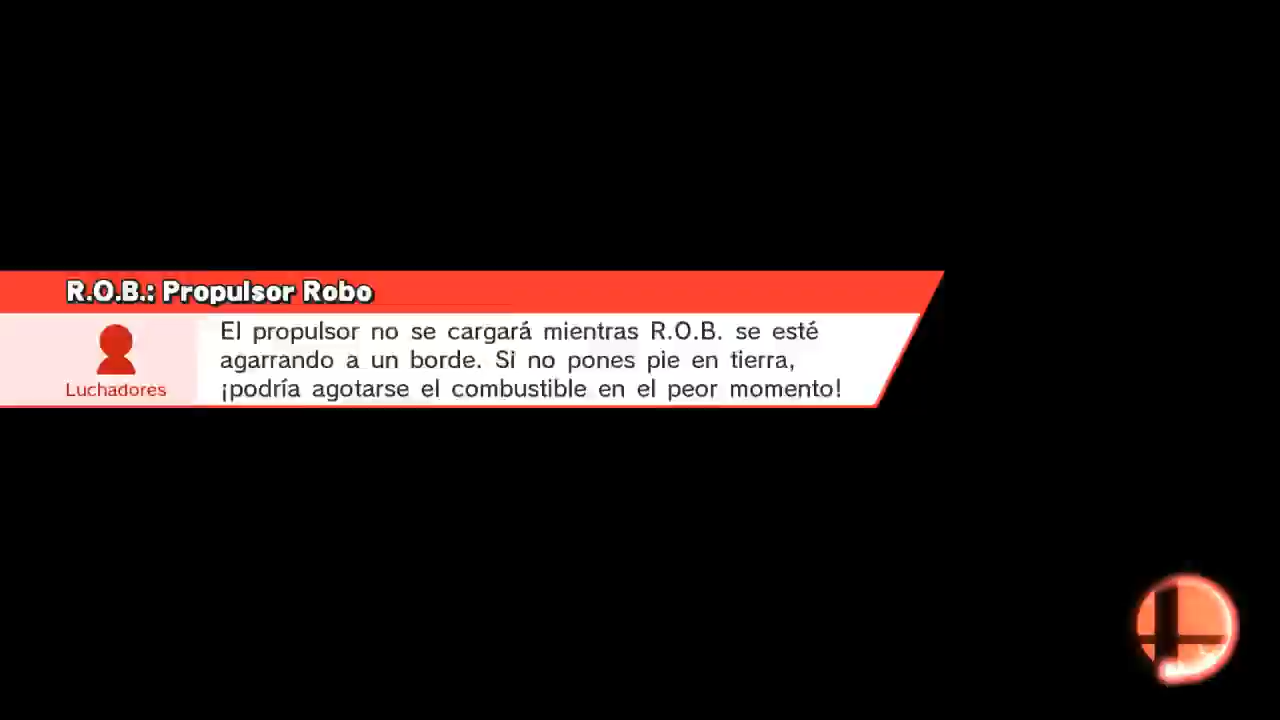 R.O.B.: Propulsor Robo
El propulsor no se cargará mientras R.O.B. se esté
agarrando a un borde. Si no pones pie en tierra,
¡podría agotarse el combustible en el peor momento!
Luchadores